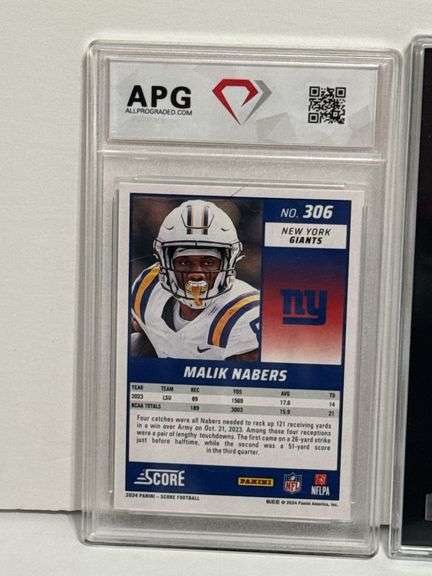 APG
ALLPROGRADED.COM
NO. 306
NEW YORK
GIANTS
ny
MALIK NABERS
YEAR TEAM REC YDS AVG TD
2023 LSU 89 1569 17.6 14
NCAA TOTALS 189 3003 15.9 21
Four catches were all Nabers needed to rack up 121 receiving yards
in a win over Army on Oct. 21, 2023. Among those four receptions
were a pair of lengthy touchdowns. The first came on a 26-yard strike
just before halftime, while the second was a 51-yard score
in the third quarter.
SCORE
PANINI
NFL
NFLPA
2024 PANINI - SCORE FOOTBALL
© 2024 Panini America, Inc.